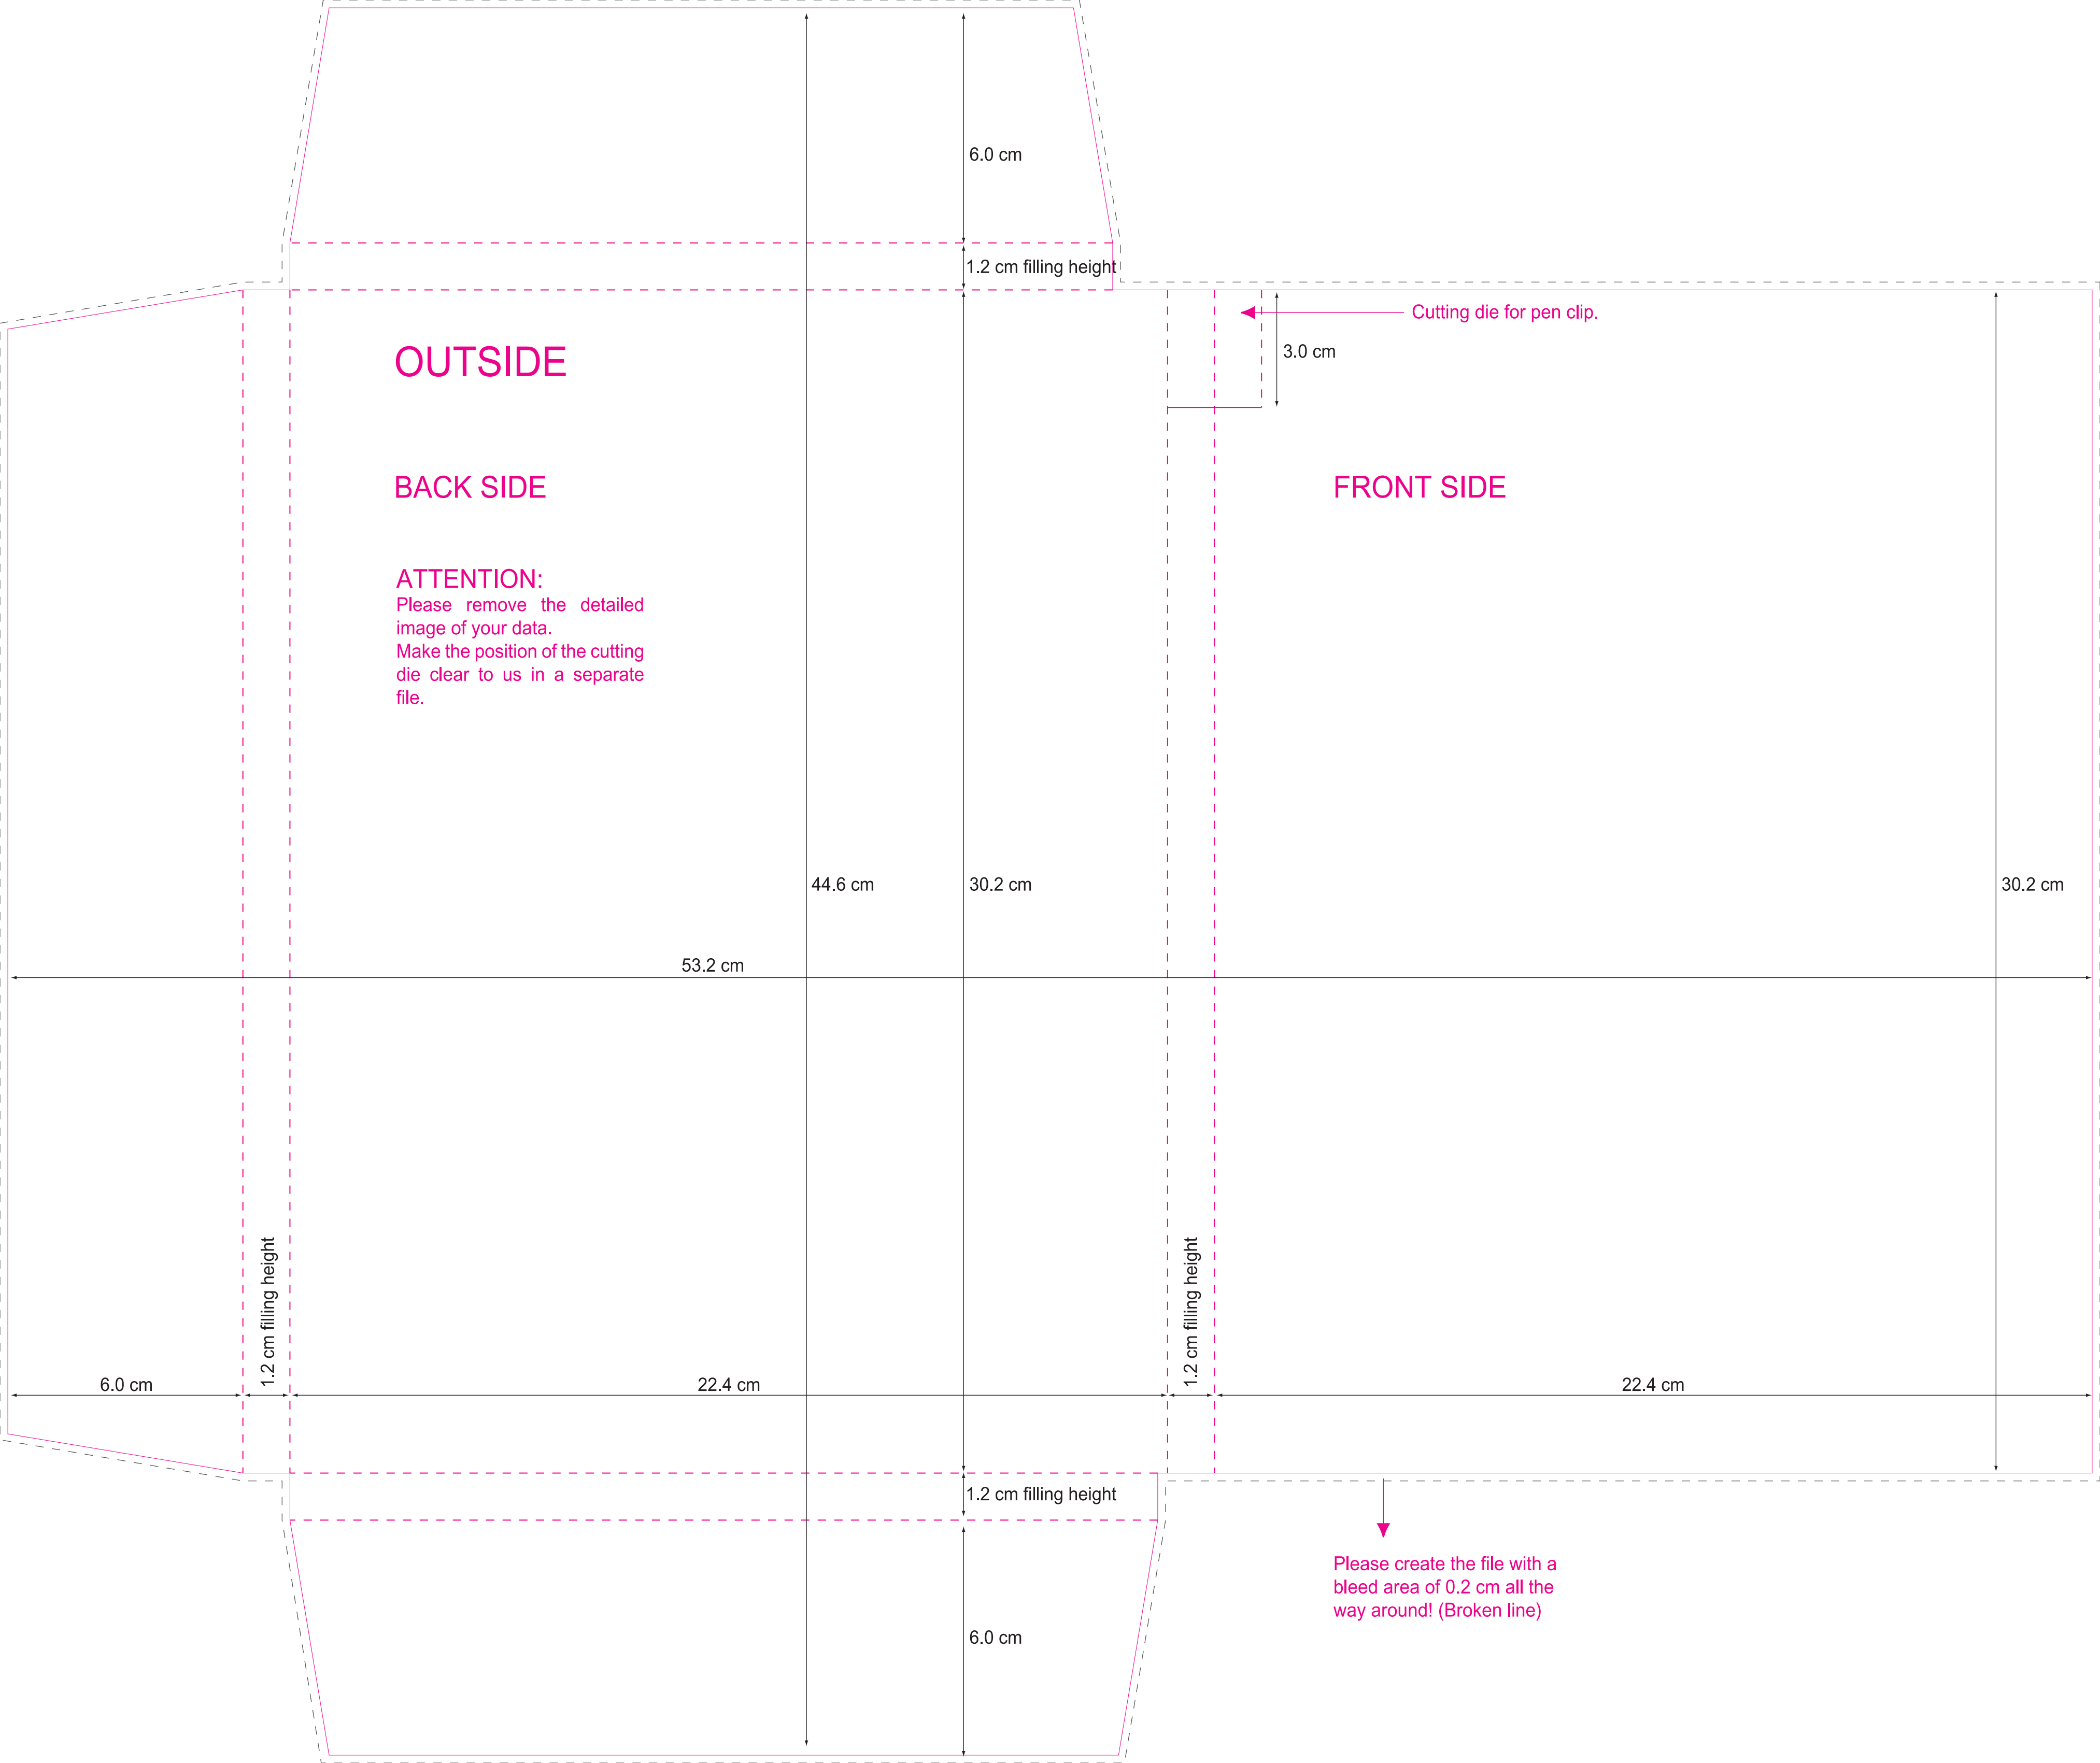 6.0 cm
1.2 cm filling height
Cutting die for pen clip.
3.0 cm
OUTSIDE
BACK SIDE
FRONT SIDE
ATTENTION:
Please remove the detailed
image of your data.
Make the position of the cutting
die clear to us in a separate
file.
44.6 cm
30.2 cm
30.2 cm
53.2 cm
1.2 cm filling height
1.2 cm filling height
6.0 cm
22.4 cm
22.4 cm
1.2 cm filling height
Please create the file with a
bleed area of 0.2 cm all the
way around! (Broken line)
6.0 cm